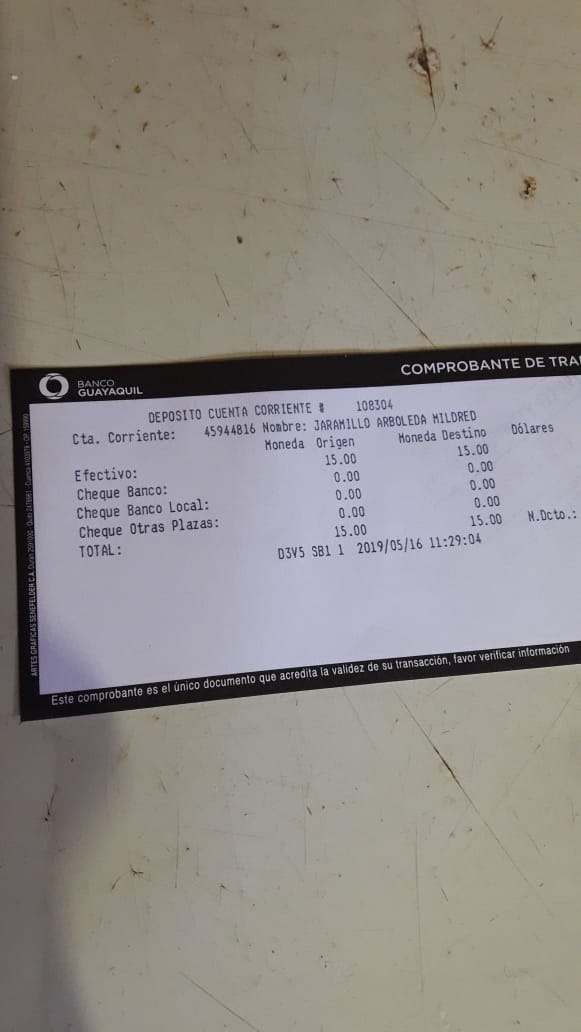 BANCO
GUAYAQUIL
COMPROBANTE DE
DEPOSITO CUENTA CORRIENTE # 108304
Cta. Corriente: 45944816 Nombre: JARAMILLO ARBOLEDA MILDRED
Moneda Origen Moneda Destino Dólares
Efectivo: 15.00 15.00
Cheque Banco: 0.00 0.00
Cheque Banco Local: 0.00 0.00
Cheque Otras Plazas: 0.00 0.00
TOTAL: 15.00 15.00 N.Dcto.:
D3V5 SB1 1 2019/05/16 11:29:04
Este comprobante es el único documento que acredita la validez de su transacción, favor verificar información
ARTES GRAFICAS SENEFELDER C.A.